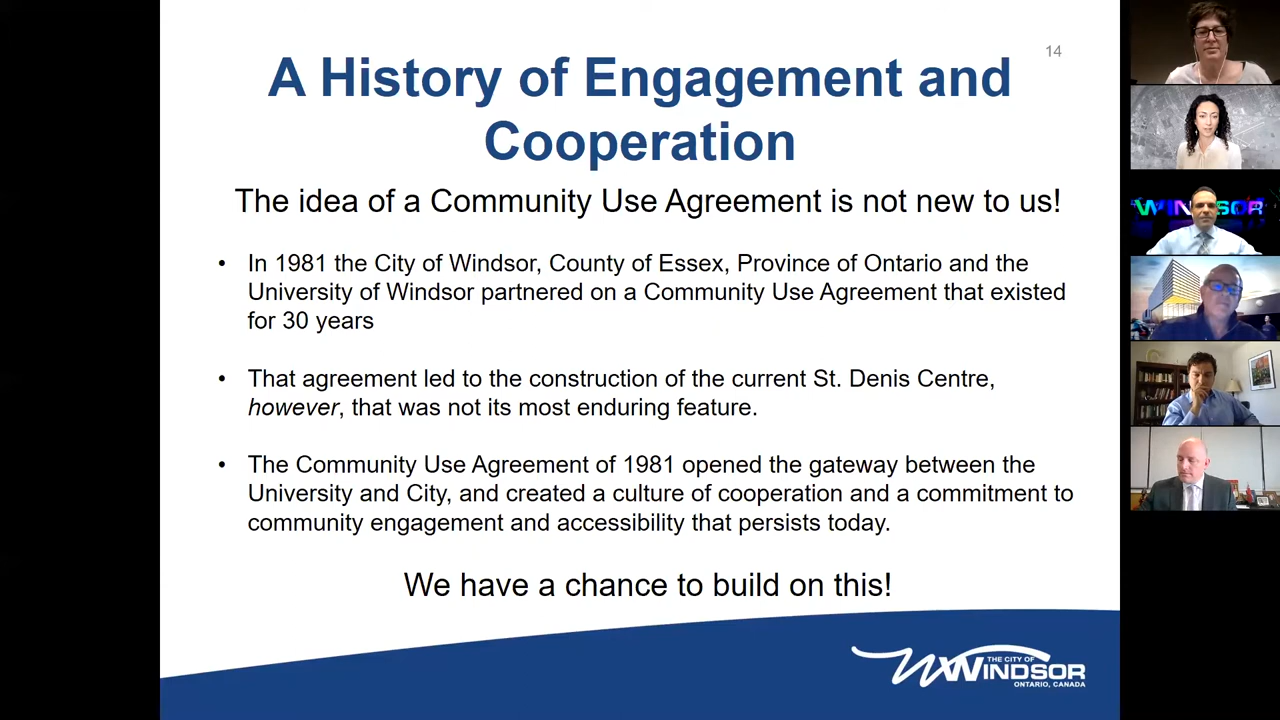 14
A History of Engagement and
Cooperation
The idea of a Community Use Agreement is not new to us!
• In 1981 the City of Windsor, County of Essex, Province of Ontario and the
University of Windsor partnered on a Community Use Agreement that existed
for 30 years
• That agreement led to the construction of the current St. Denis Centre,
however, that was not its most enduring feature.
• The Community Use Agreement of 1981 opened the gateway between the
University and City, and created a culture of cooperation and a commitment to
community engagement and accessibility that persists today.
We have a chance to build on this!
THE CITY OF
WINDSOR
ONTARIO, CANADA
WINDSOR